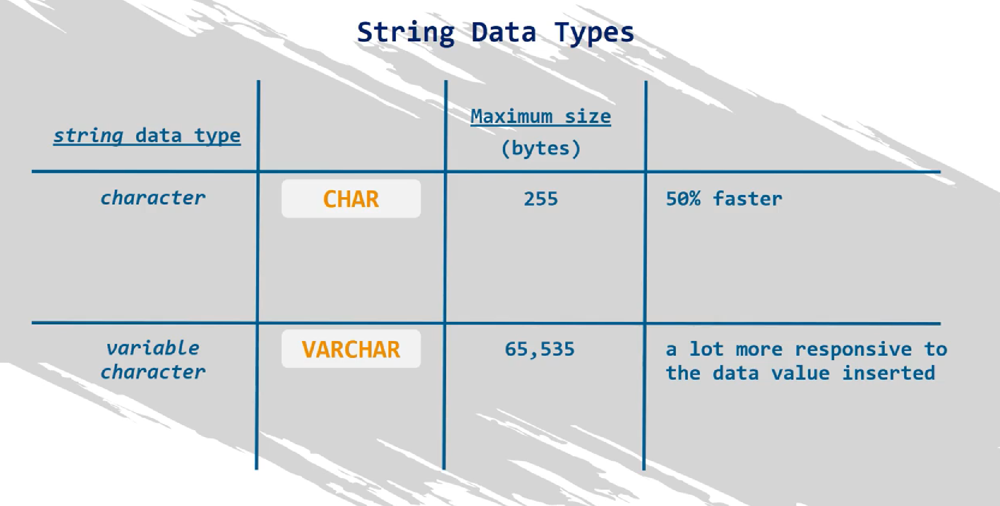 String Data Types
string data type
Maximum size
(bytes)
character
CHAR
255
50% faster
variable
character
VARCHAR
65,535
a lot more responsive to
the data value inserted